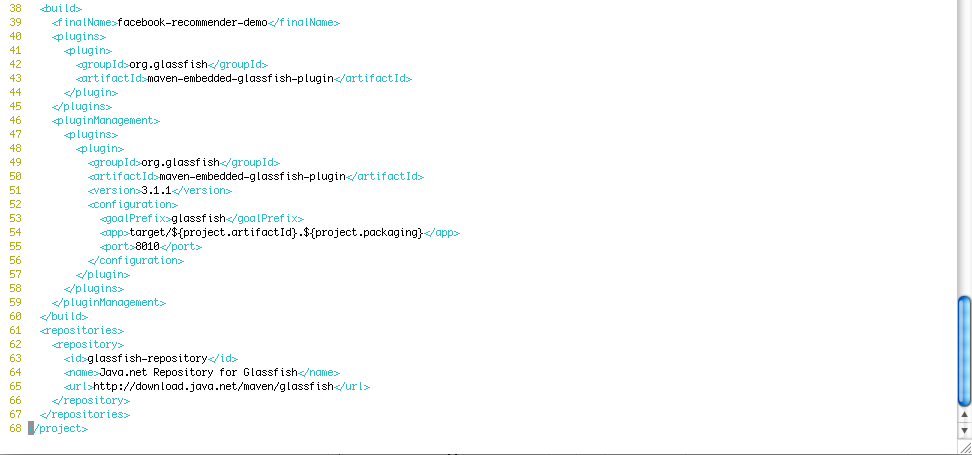 38 <build>
39 <finalName>facebook-recommender-demo</finalName>
40 <plugins>
41 <plugin>
42 <groupId>org.glassfish</groupId>
43 <artifactId>maven-embedded-glassfish-plugin</artifactId>
44 </plugin>
45 </plugins>
46 <pluginManagement>
47 <plugins>
48 <plugin>
49 <groupId>org.glassfish</groupId>
50 <artifactId>maven-embedded-glassfish-plugin</artifactId>
51 <version>3.1.1</version>
52 <configuration>
53 <goalPrefix>glassfish</goalPrefix>
54 <app>target/${project.artifactId}.${project.packaging}</app>
55 <port>8010</port>
56 </configuration>
57 </plugin>
58 </plugins>
59 </pluginManagement>
60 </build>
61 <repositories>
62 <repository>
63 <id>glassfish-repository</id>
64 <name>Java.net Repository for Glassfish</name>
65 <url>http://download.java.net/maven/glassfish</url>
66 </repository>
67 </repositories>
68 </project>